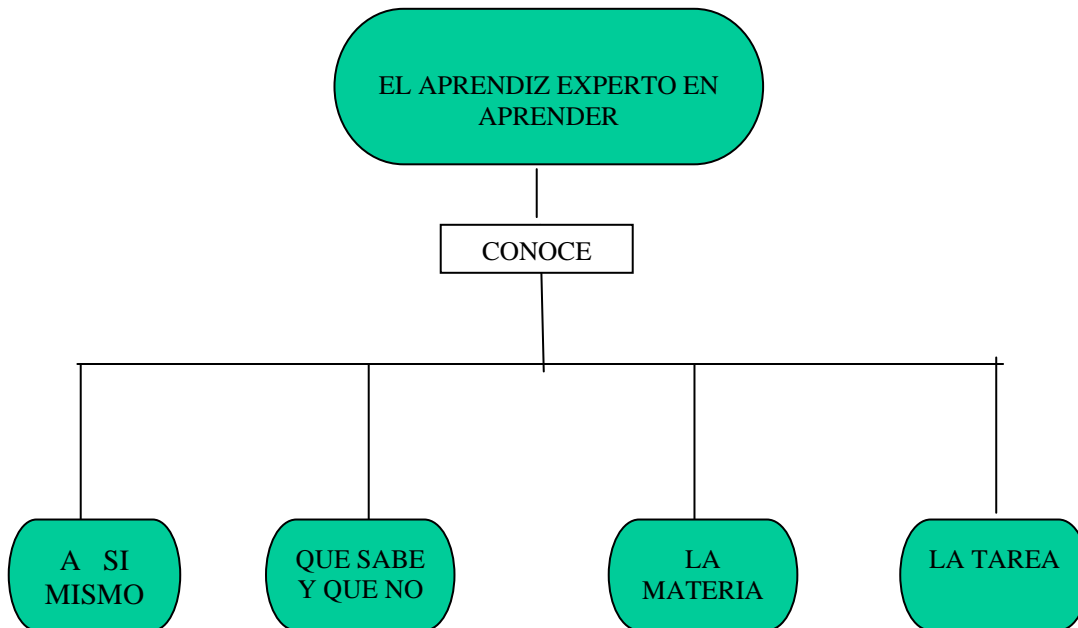 EL APRENDIZ EXPERTO EN
APRENDER
CONOCE
A SI
MISMO
QUE SABE
Y QUE NO
LA
MATERIA
LA TAREA